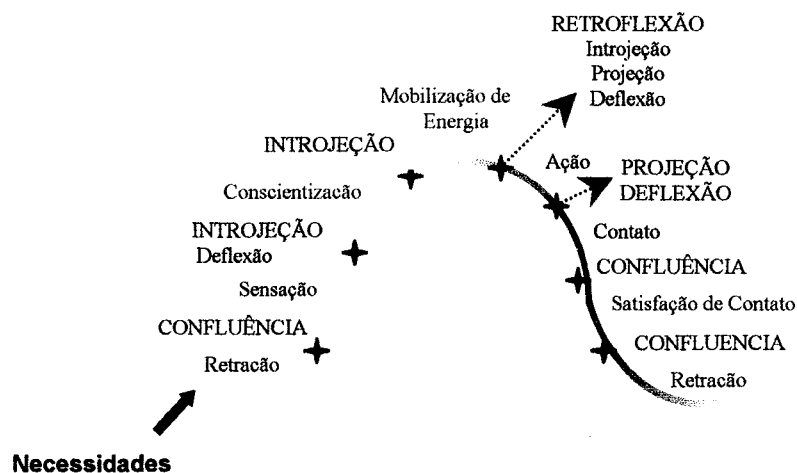 RETROFLEXÃO
Introjeção
Projeção
Deflexão
Mobilização de
Energia
INTROJEÇÃO
Ação
PROJEÇÃO
DEFLEXÃO
Conscientizacão
INTROJEÇÃO
Deflexão
Contato
Sensação
CONFLUÊNCIA
Satisfação de Contato
CONFLUÊNCIA
Retracão
CONFLUENCIA
Retracão
Necessidades